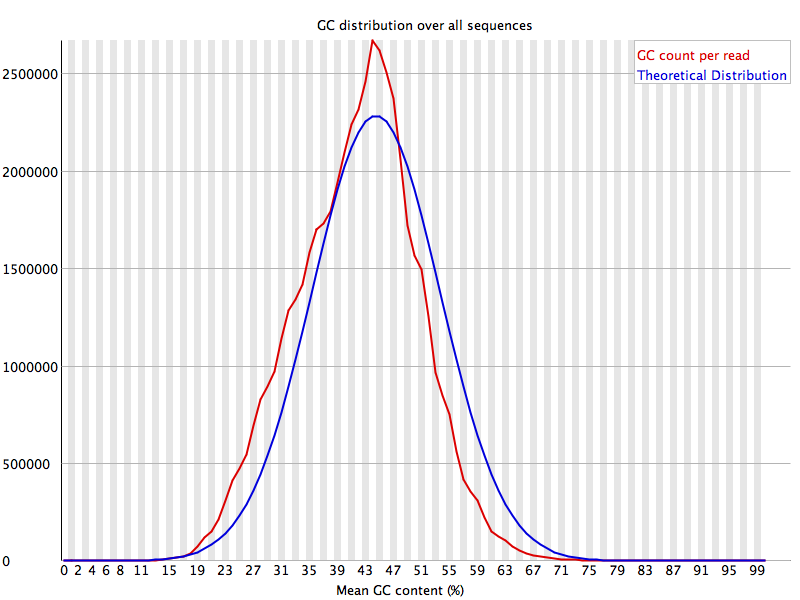 GC distribution over all sequences
GC count per read
Theoretical Distribution
2500000
2000000
1500000
1000000
500000
0
0 2 4 6 8 11 15 19 23 27 31 35 39 43 47 51 55 59 63 67 71 75 79 83 87 91 95 99
Mean GC content (%)